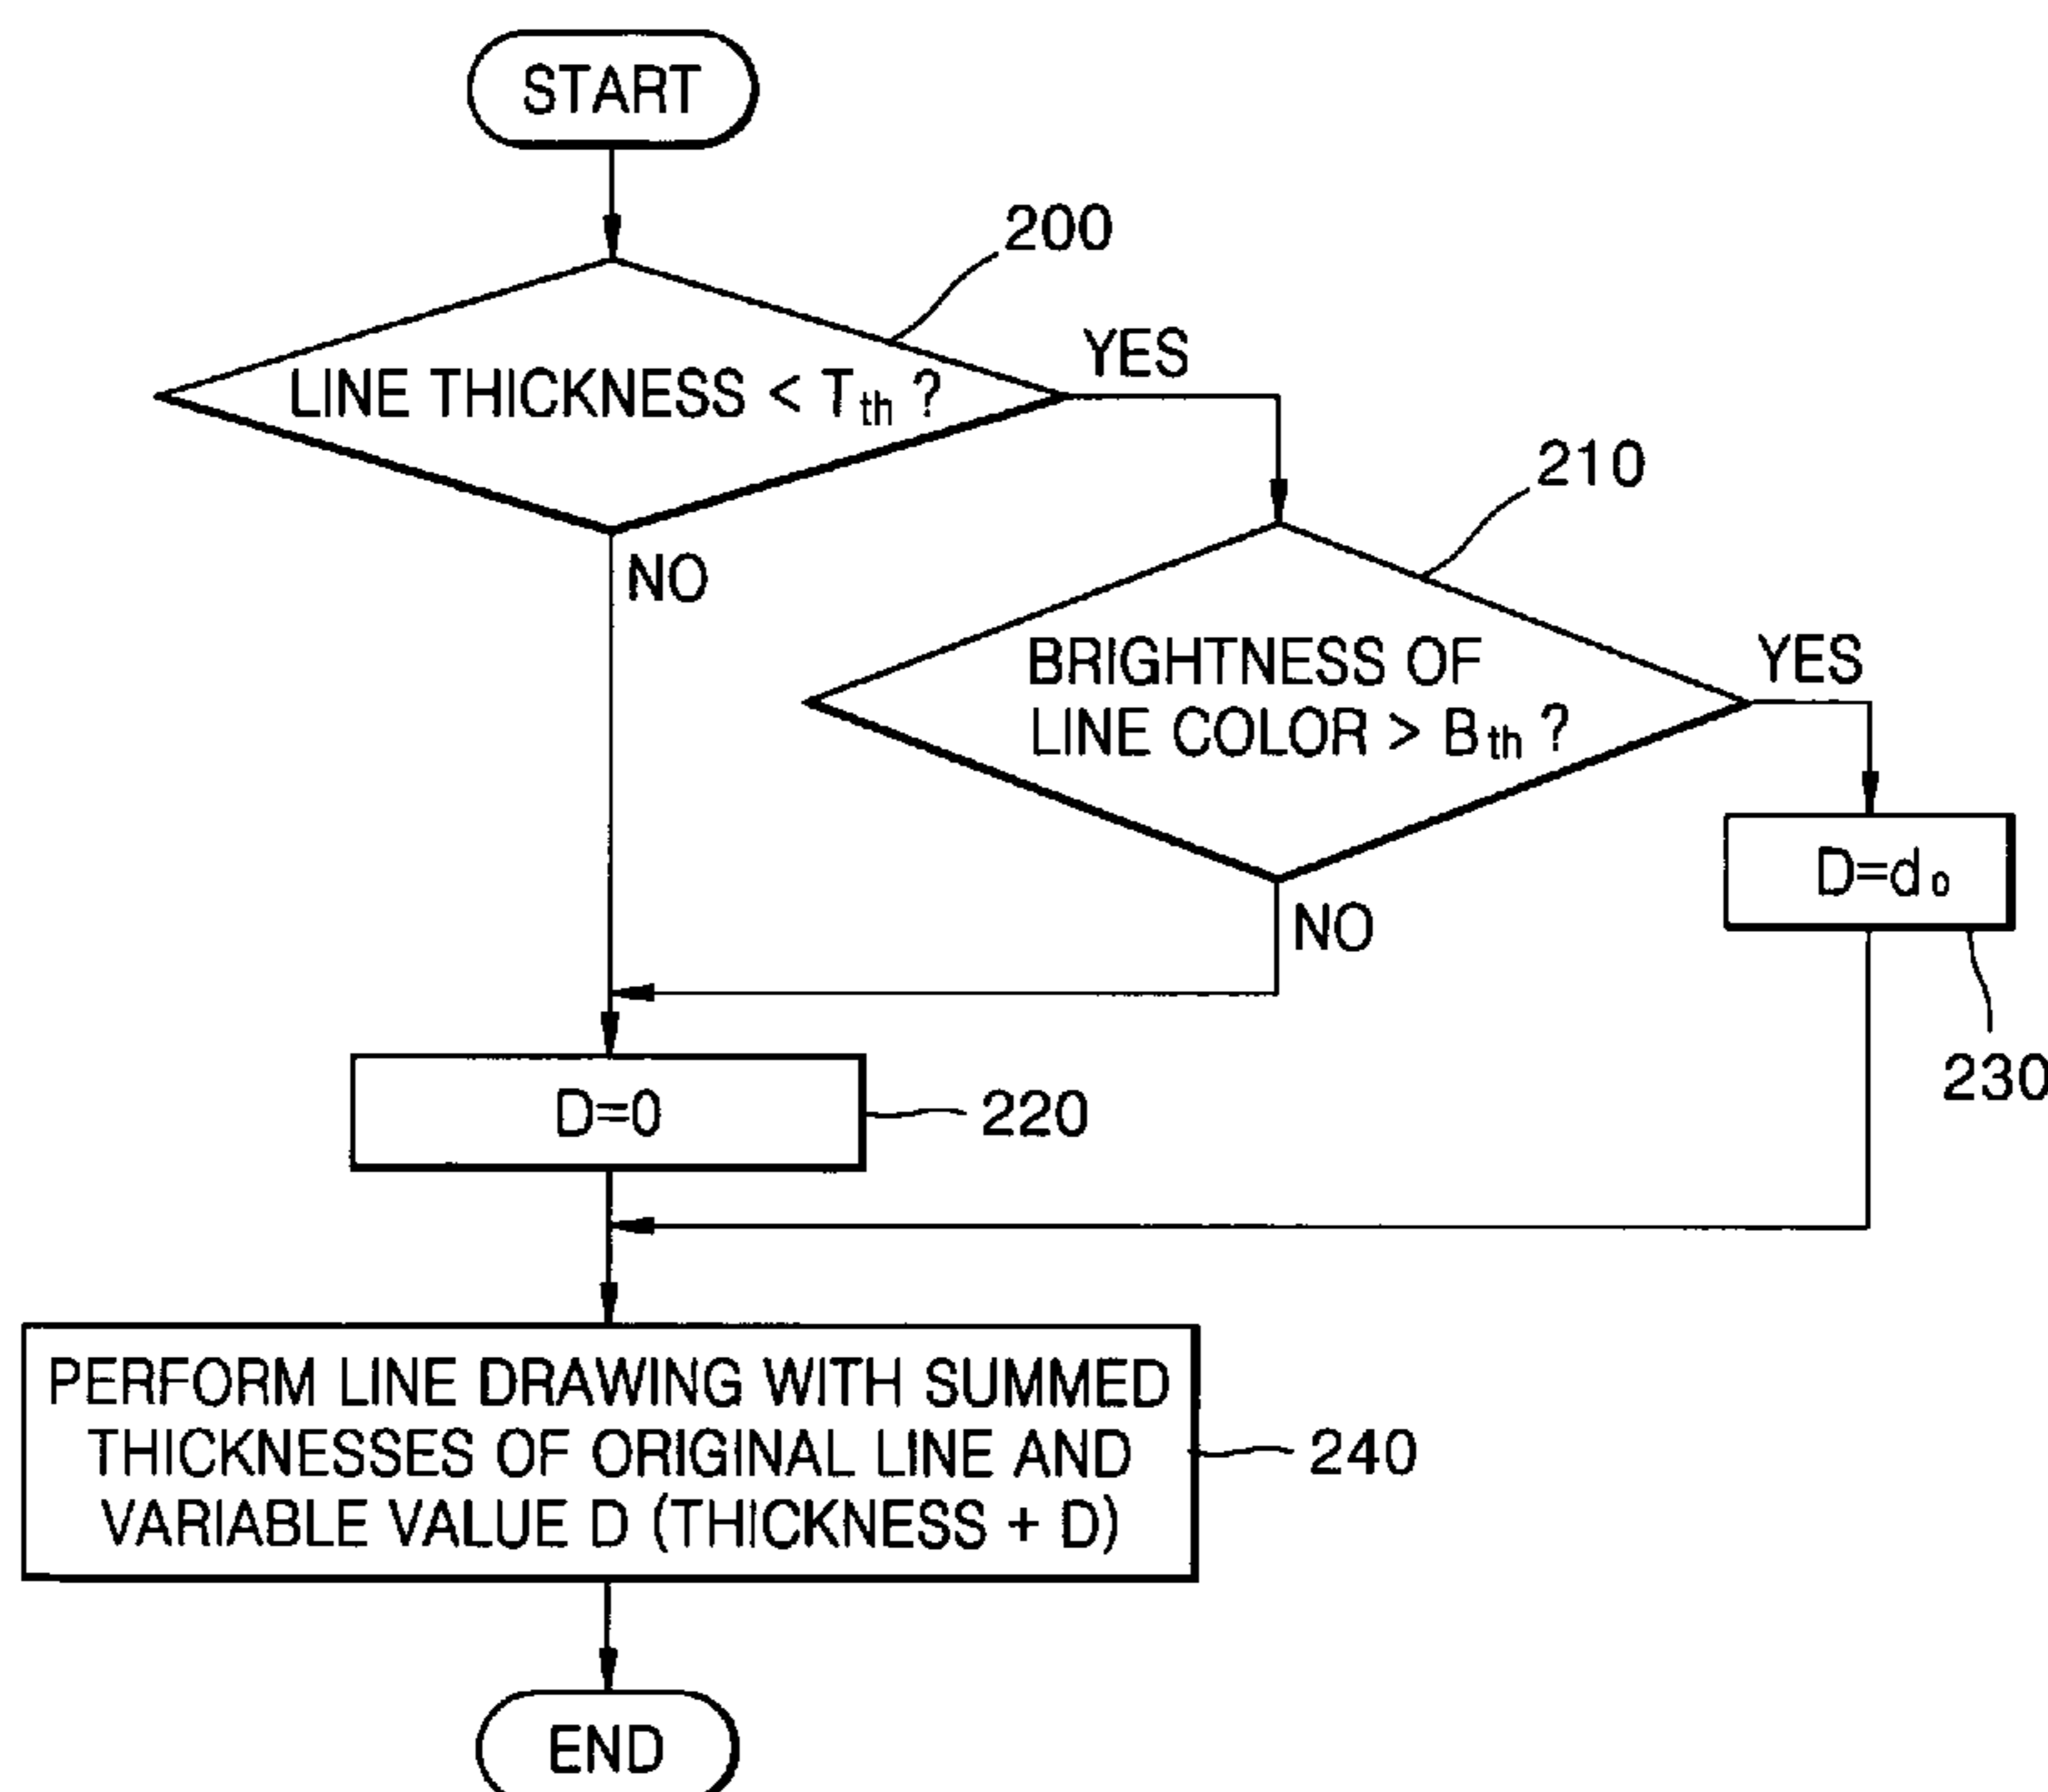 START
200
LINE THICKNESS < Tth ?
YES
NO
210
BRIGHTNESS OF
LINE COLOR > Bth ?
YES
NO
D=d0
230
D=0
220
PERFORM LINE DRAWING WITH SUMMED
THICKNESSES OF ORIGINAL LINE AND
VARIABLE VALUE D (THICKNESS + D)
240
END